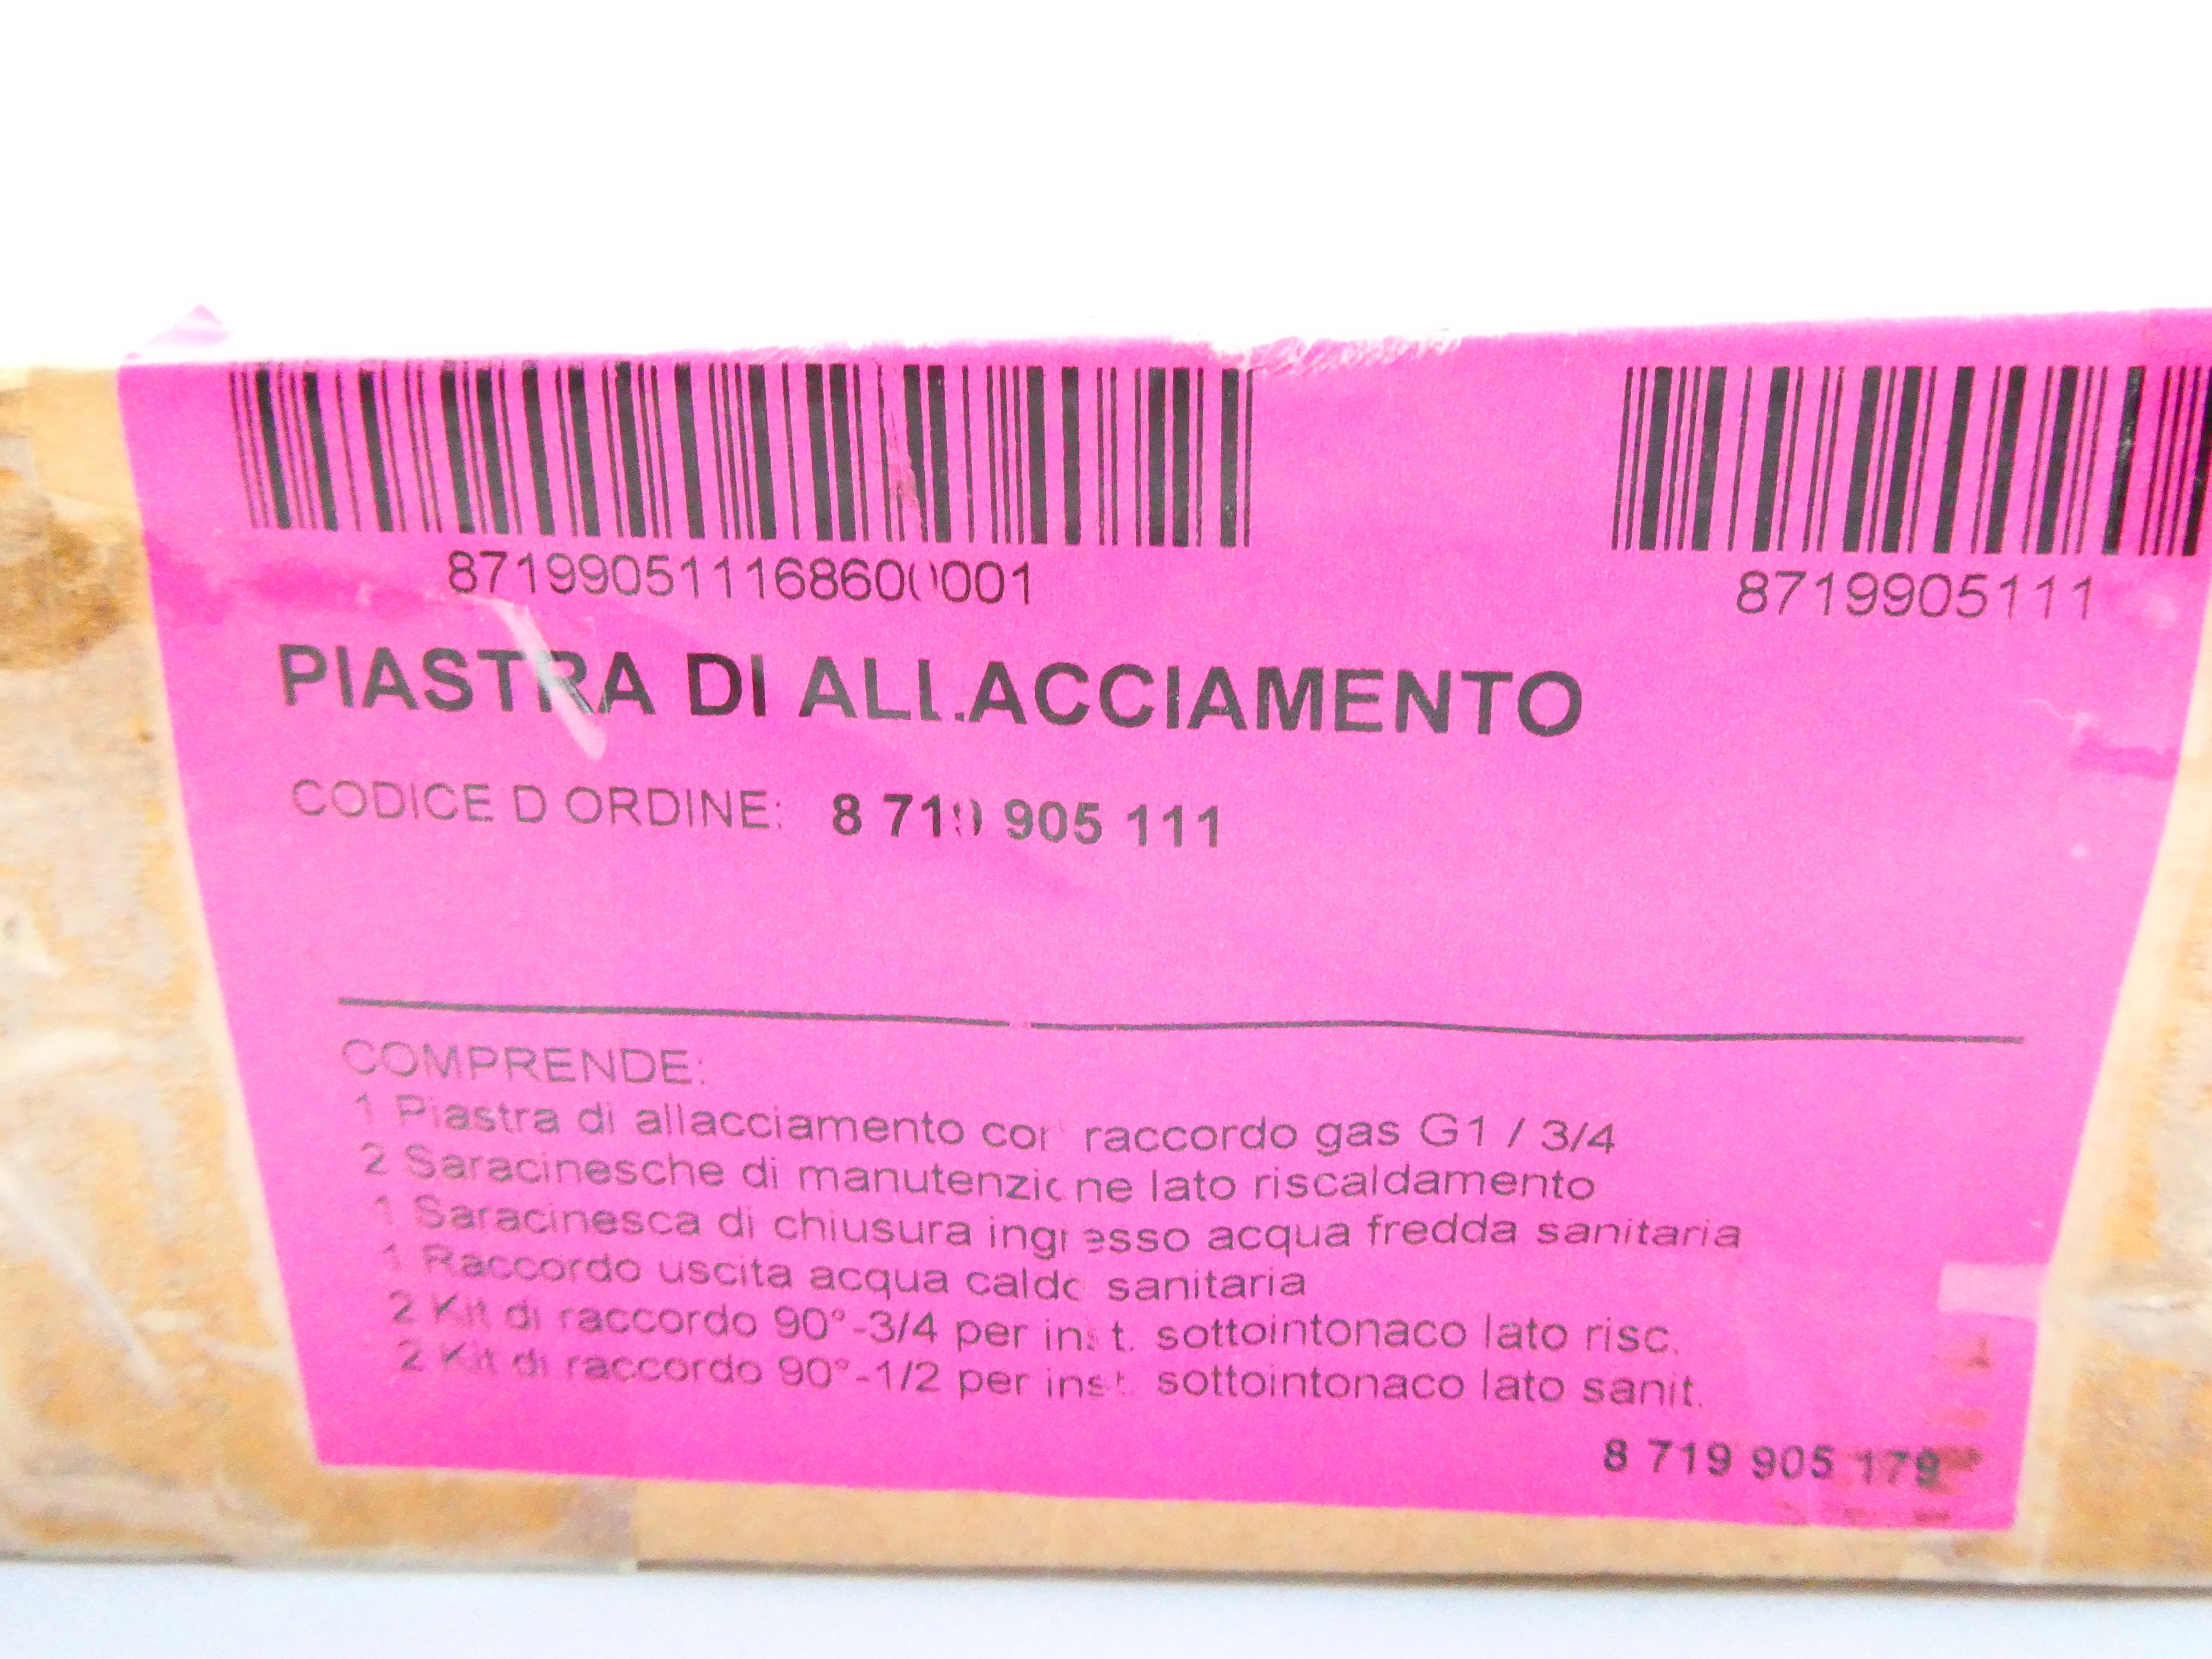 871990511168600001
8719905111
PIASTRA DI ALLACCIAMENTO
CODICE D ORDINE: 8 719 905 111
COMPRENDE:
1 Piastra di allacciamento con raccordo gas G1 / 3/4
2 Saracinesche di manutenzione lato riscaldamento
1 Saracinesca di chiusura ingresso acqua fredda sanitaria
1 Raccordo uscita acqua calda sanitaria
2 Kit di raccordo 90°-3/4 per inst. sottointonaco lato risc.
2 Kit di raccordo 90°-1/2 per inst. sottointonaco lato sanit.
8 719 905 179